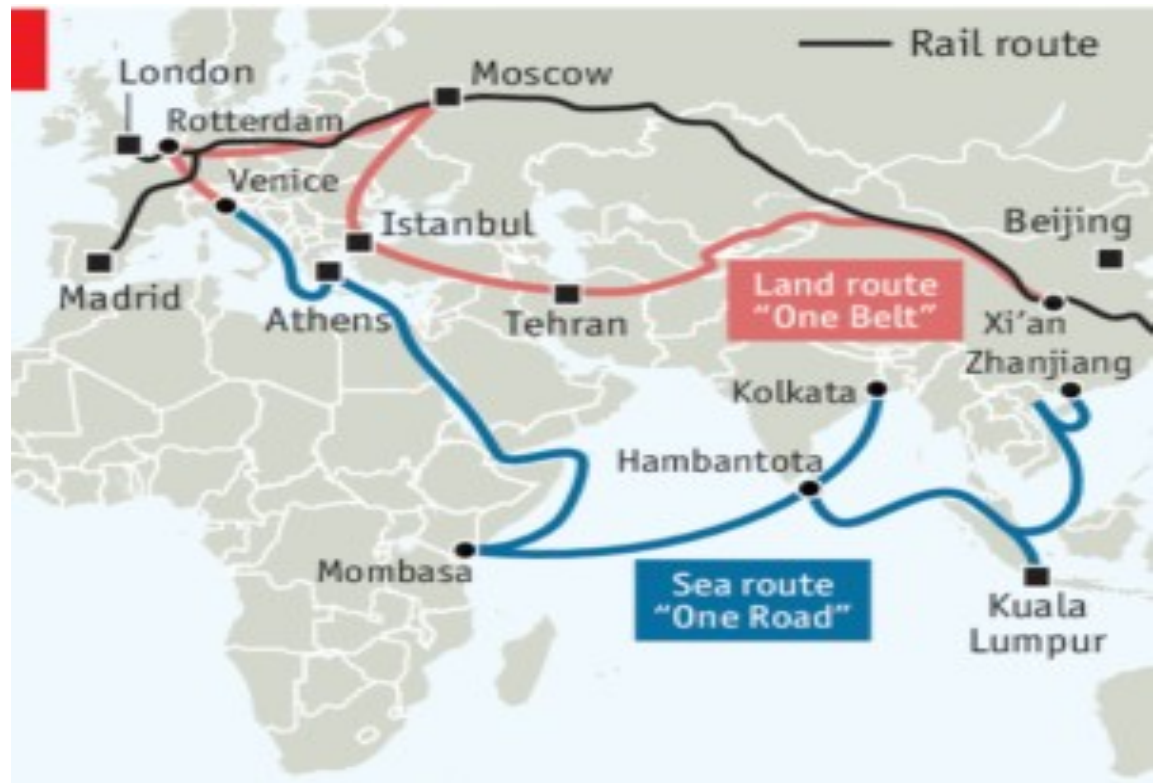 Rail route
London
Moscow
Rotterdam
Venice
Istanbul
Beijing
Madrid
Athens
Tehran
Land route
“One Belt”
Xi’an
Zhanjiang
Kolkata
Hambantota
Mombasa
Sea route
“One Road”
Kuala
Lumpur